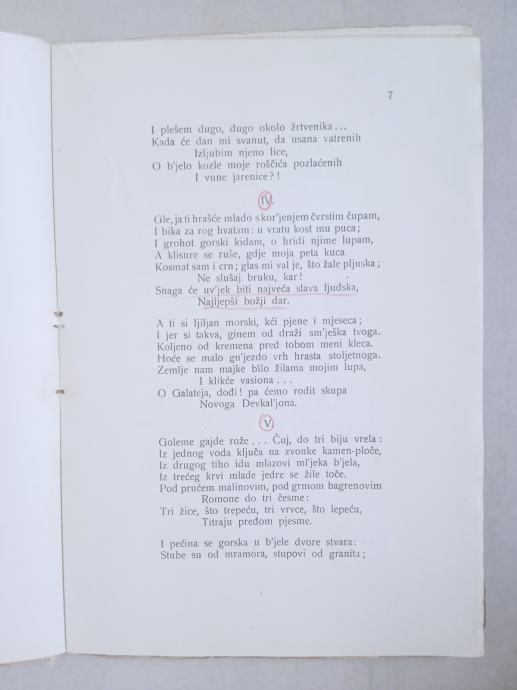 7
I plešem dugo, dugo okolo žrtvenika...
Kada će dan mi svanut, da usana vatrenih
Izljubim njeno lice,
O b'jelo kozle moje roščića pozlaćenih
I vune jarenice?!
IV.
Gle, ja ti hrašće mlado s kor'jenjem čvrstim čupam,
I bika za rog hvatam: u vratu kost mu puca;
I grohot gorski kidam, o hridi njime lupam,
A klisure se ruše, gdje moja peta kuca
Kosmat sam i crn; glas mi val je, što žale pljuska;
Ne slušaj bruku, kar!
Snaga će uv'jek biti najveća slava ljudska,
Najljepši božji dar.
A ti si ljiljan morski, kći pjene i mjeseca;
I jer si takva, ginem od draži sm'ješka tvoga.
Koljeno od kremena pred tobom meni kleca.
Hoće se malo gn'jezdo vrh hrasta stoljetnoga.
Zemlje nam majke bîlo žilama mojim lupa,
I klikće vasiona...
O Galateja, dođi! pa ćemo rodit skupa
Novoga Devkal'jona.
V.
Goleme gajde rože... Čuj, do tri biju vrela:
Iz jednog voda ključa na zvonke kamen-ploče,
Iz drugog tiho idu mlazovi ml'jeka b'jela,
Iz trećeg krvi mlade jedre se žile toče.
Pod prućem malinovim, pod grmom bagrenovim
Romone do tri česme:
Tri žice, što trepeću, tri vrvce, što lepeću,
Titraju pređom pjesme.
I pećina se gorska u b'jele dvore stvara:
Stube su od mramora, stupovi od granita;